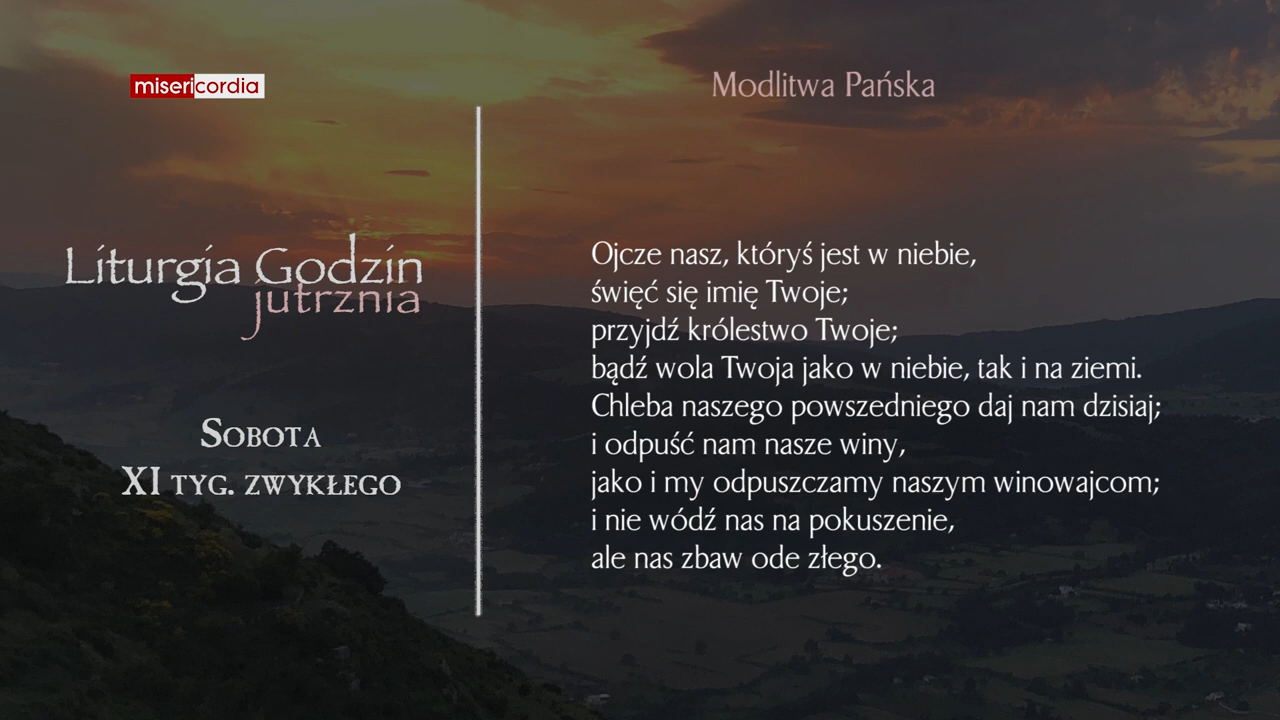 misericordia
Liturgia Godzin
jutrznia
Sobota
XI tyg. zwykłego
Modlitwa Pańska
Ojcze nasz, któryś jest w niebie,
święć się imię Twoje;
przyjdź królestwo Twoje;
bądź wola Twoja jako w niebie, tak i na ziemi.
Chleba naszego powszedniego daj nam dzisiaj;
i odpuść nam nasze winy,
jako i my odpuszczamy naszym winowajcom;
i nie wódź nas na pokuszenie,
ale nas zbaw ode złego.